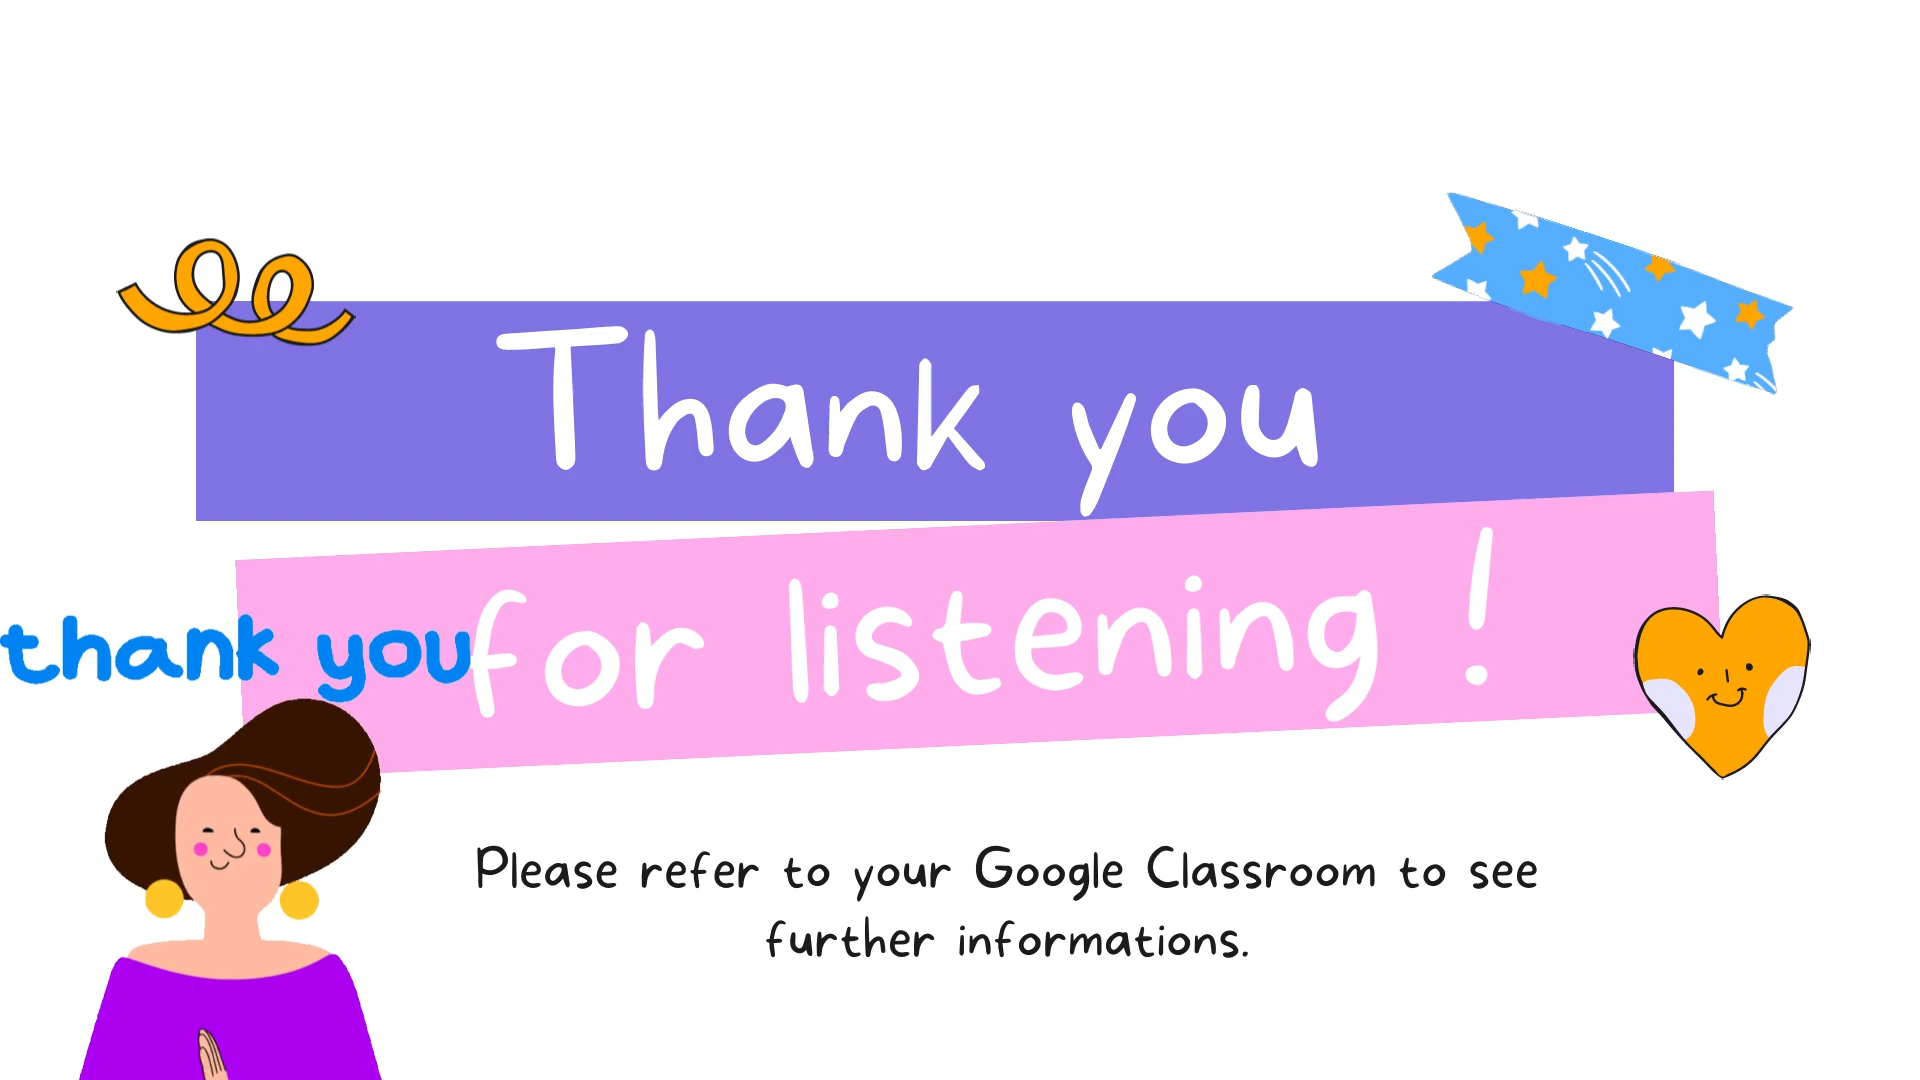 Thank you
for listening !
thank you
Please refer to your Google Classroom to see
further informations.